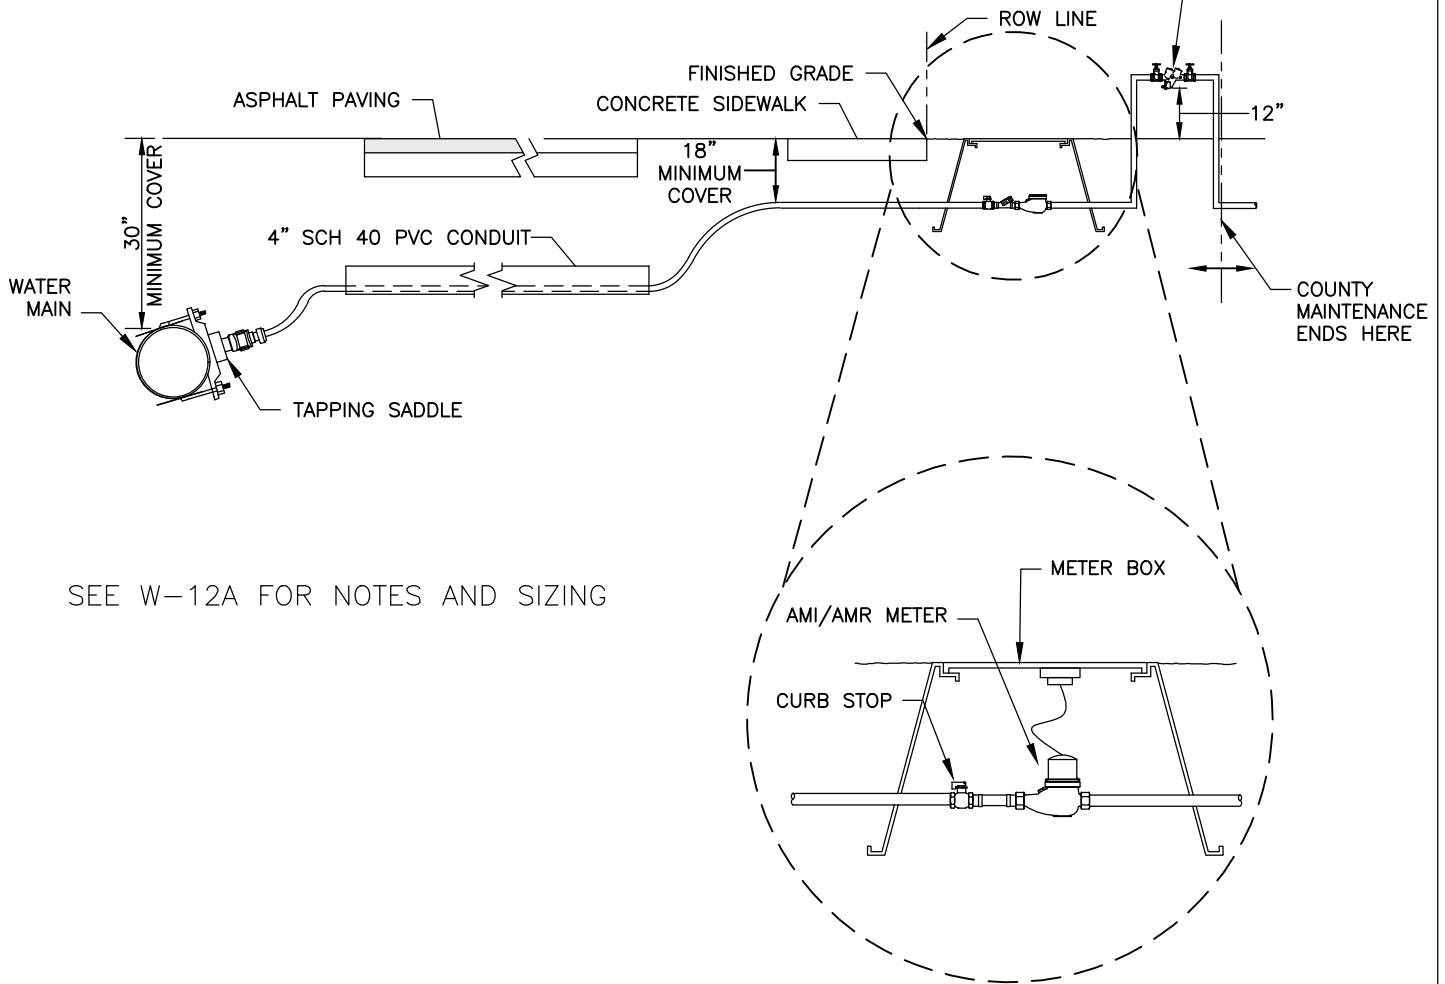 ROW LINE
FINISHED GRADE
ASPHALT PAVING
CONCRETE SIDEWALK
12"
30"
MINIMUM COVER
18"
MINIMUM
COVER
4" SCH 40 PVC CONDUIT
WATER
MAIN
COUNTY
MAINTENANCE
ENDS HERE
TAPPING SADDLE
SEE W-12A FOR NOTES AND SIZING
METER BOX
AMI/AMR METER
CURB STOP